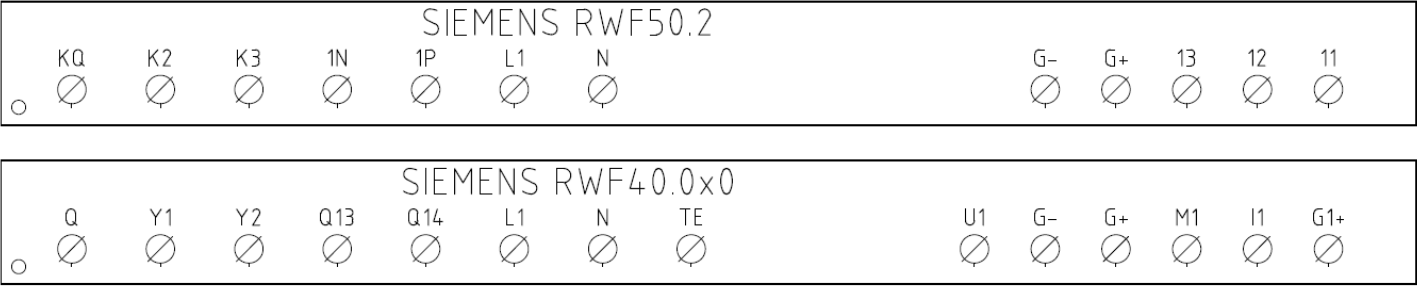 SIEMENS RWF50.2
KQ K2 K3 1N 1P L1 N G- G+ 13 12 11
SIEMENS RWF40.0x0
Q Y1 Y2 Q13 Q14 L1 N TE U1 G- G+ M1 I1 G1+